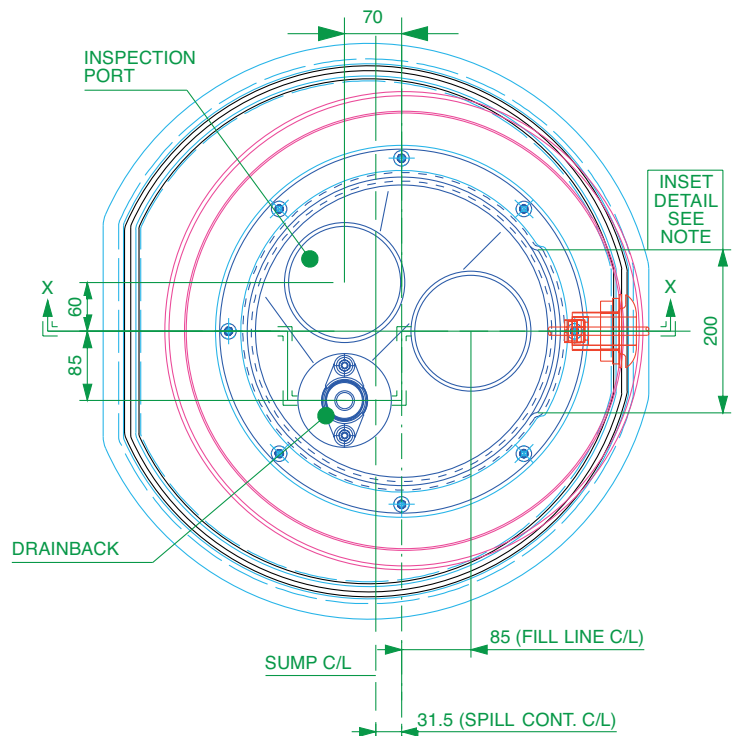 70
INSPECTION
PORT
INSET
DETAIL
SEE
NOTE
X
X
60
85
200
DRAINBACK
85 (FILL LINE C/L)
SUMP C/L
31.5 (SPILL CONT. C/L)